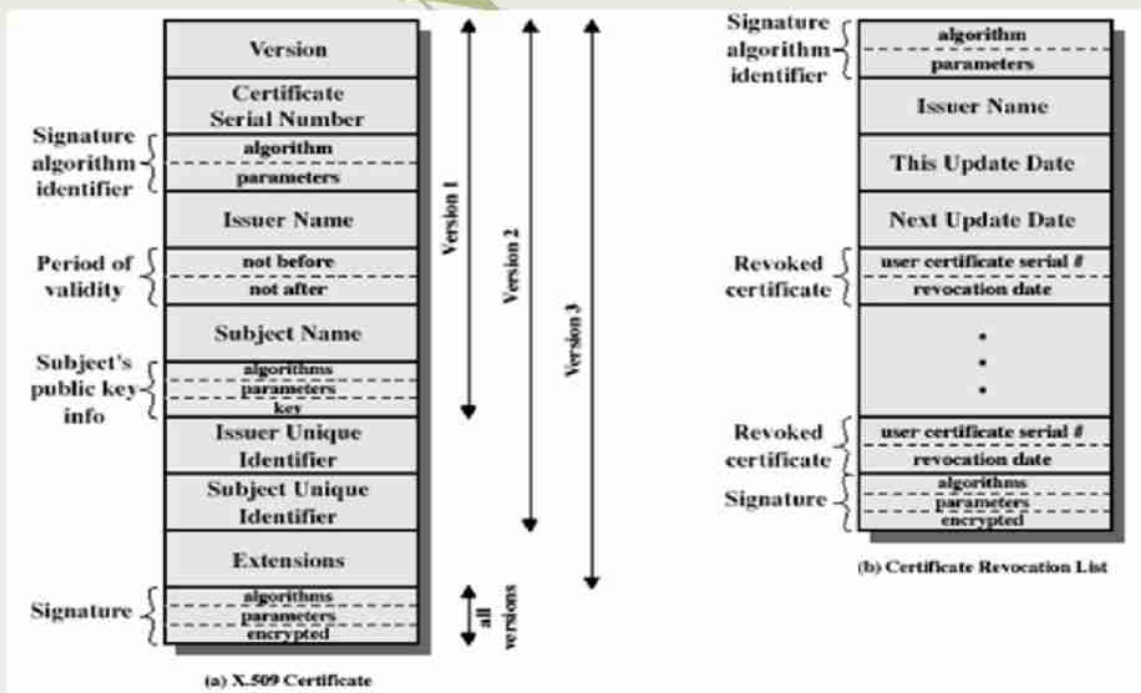 Version
Certificate
Serial Number
Signature
algorithm
identifier
algorithm
parameters
Issuer Name
Period of
validity
not before
not after
Subject Name
Subject's
public key
info
algorithms
parameters
key
Issuer Unique
Identifier
Subject Unique
Identifier
Extensions
Signature
algorithms
parameters
encrypted
Version 1
Version 2
Version 3
all
versions
(a) X.509 Certificate
Signature
algorithm
identifier
algorithm
parameters
Issuer Name
This Update Date
Next Update Date
Revoked
certificate
user certificate serial #
revocation date
Revoked
certificate
user certificate serial #
revocation date
Signature
algorithms
parameters
encrypted
(b) Certificate Revocation List